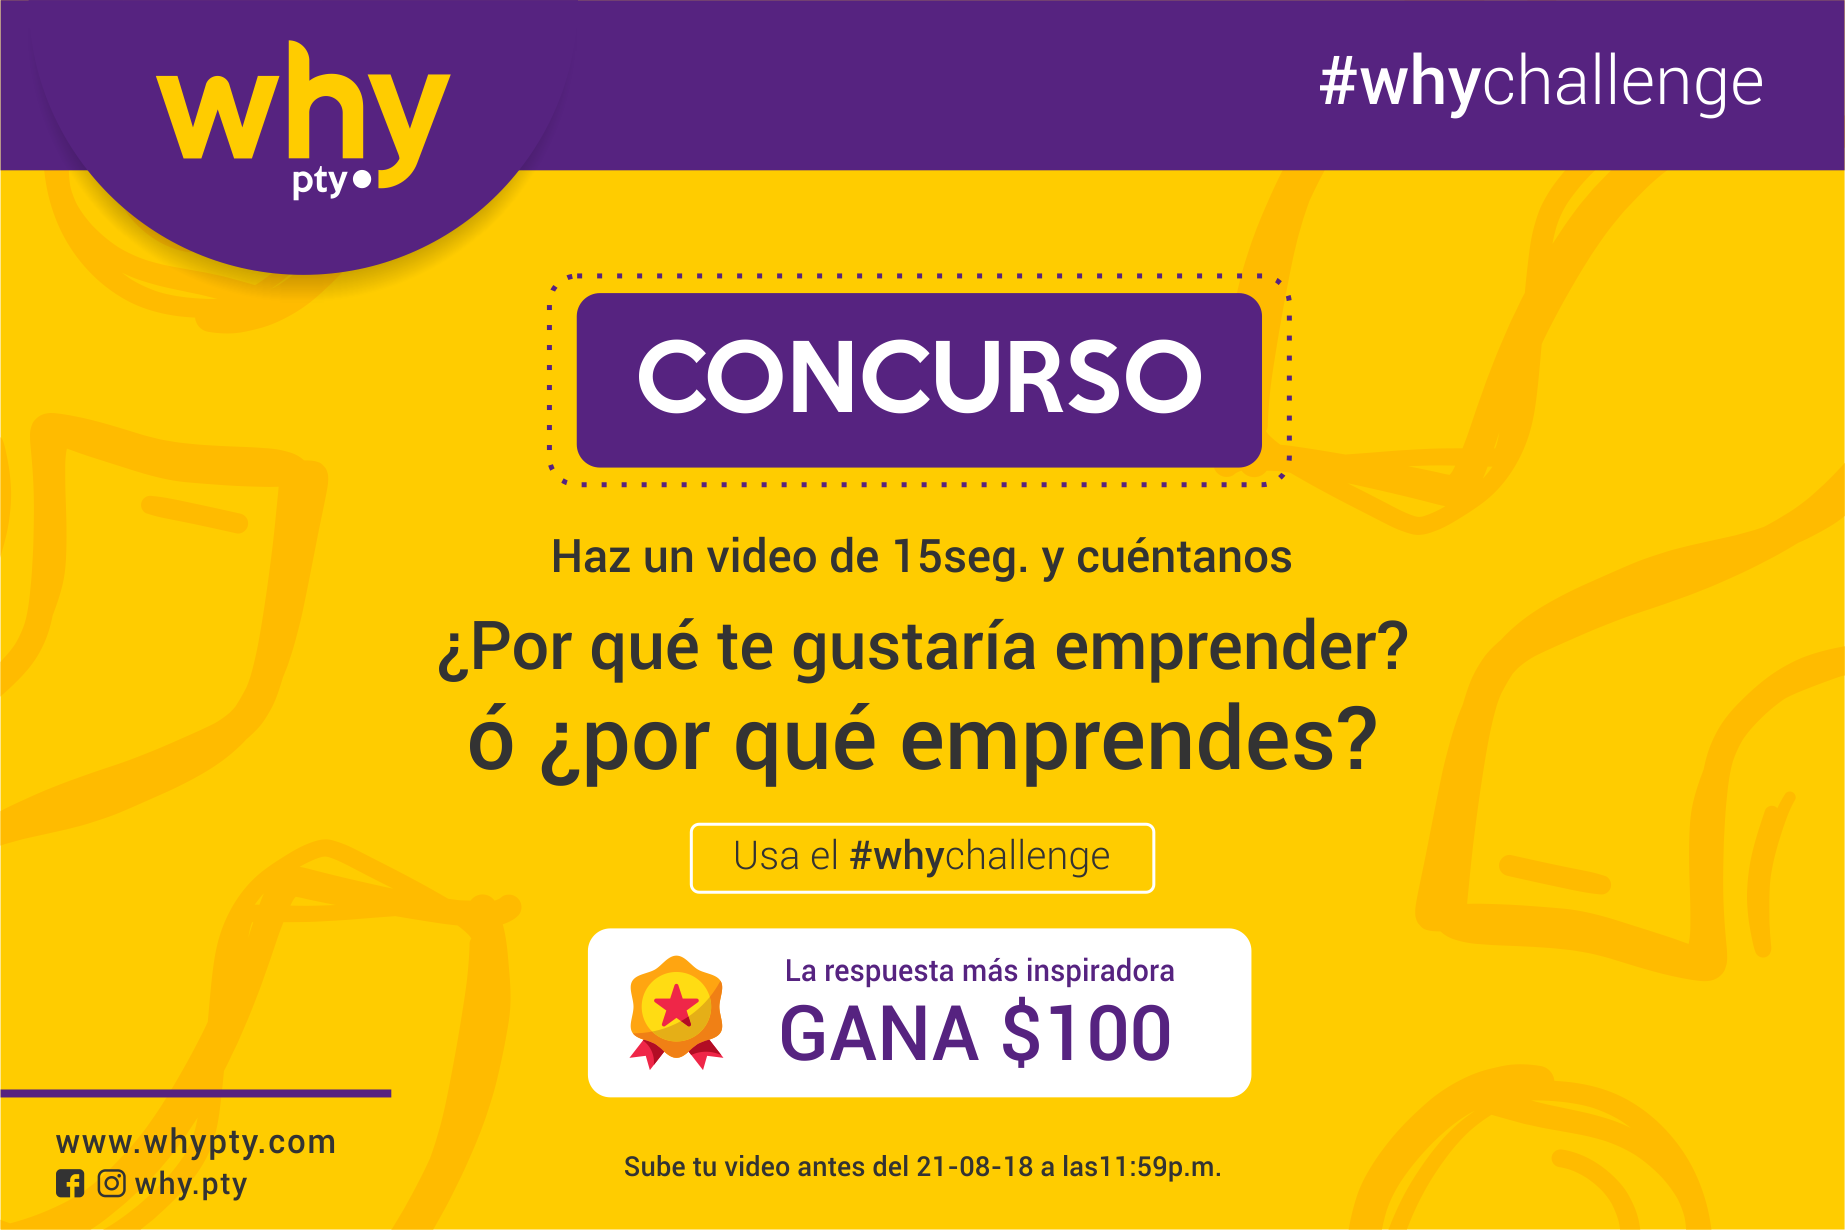 why
pty
#whychallenge
CONCURSO
Haz un video de 15seg. y cuéntanos
¿Por qué te gustaría emprender?
ó ¿por qué emprendes?
Usa el #whychallenge
La respuesta más inspiradora
GANA $100
www.whypty.com
why.pty
Sube tu video antes del 21-08-18 a las11:59p.m.